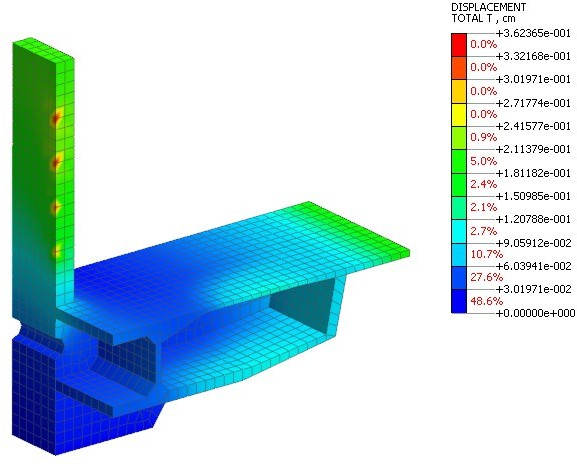 DISPLACEMENT
TOTAL T , cm
+3.62365e-001
0.0%
+3.32168e-001
0.0%
+3.01971e-001
0.0%
+2.71774e-001
0.0%
+2.41577e-001
0.9%
+2.11379e-001
5.0%
+1.81182e-001
2.4%
+1.50985e-001
2.1%
+1.20788e-001
2.7%
+9.05912e-002
10.7%
+6.03941e-002
27.6%
+3.01971e-002
48.6%
+0.00000e+000